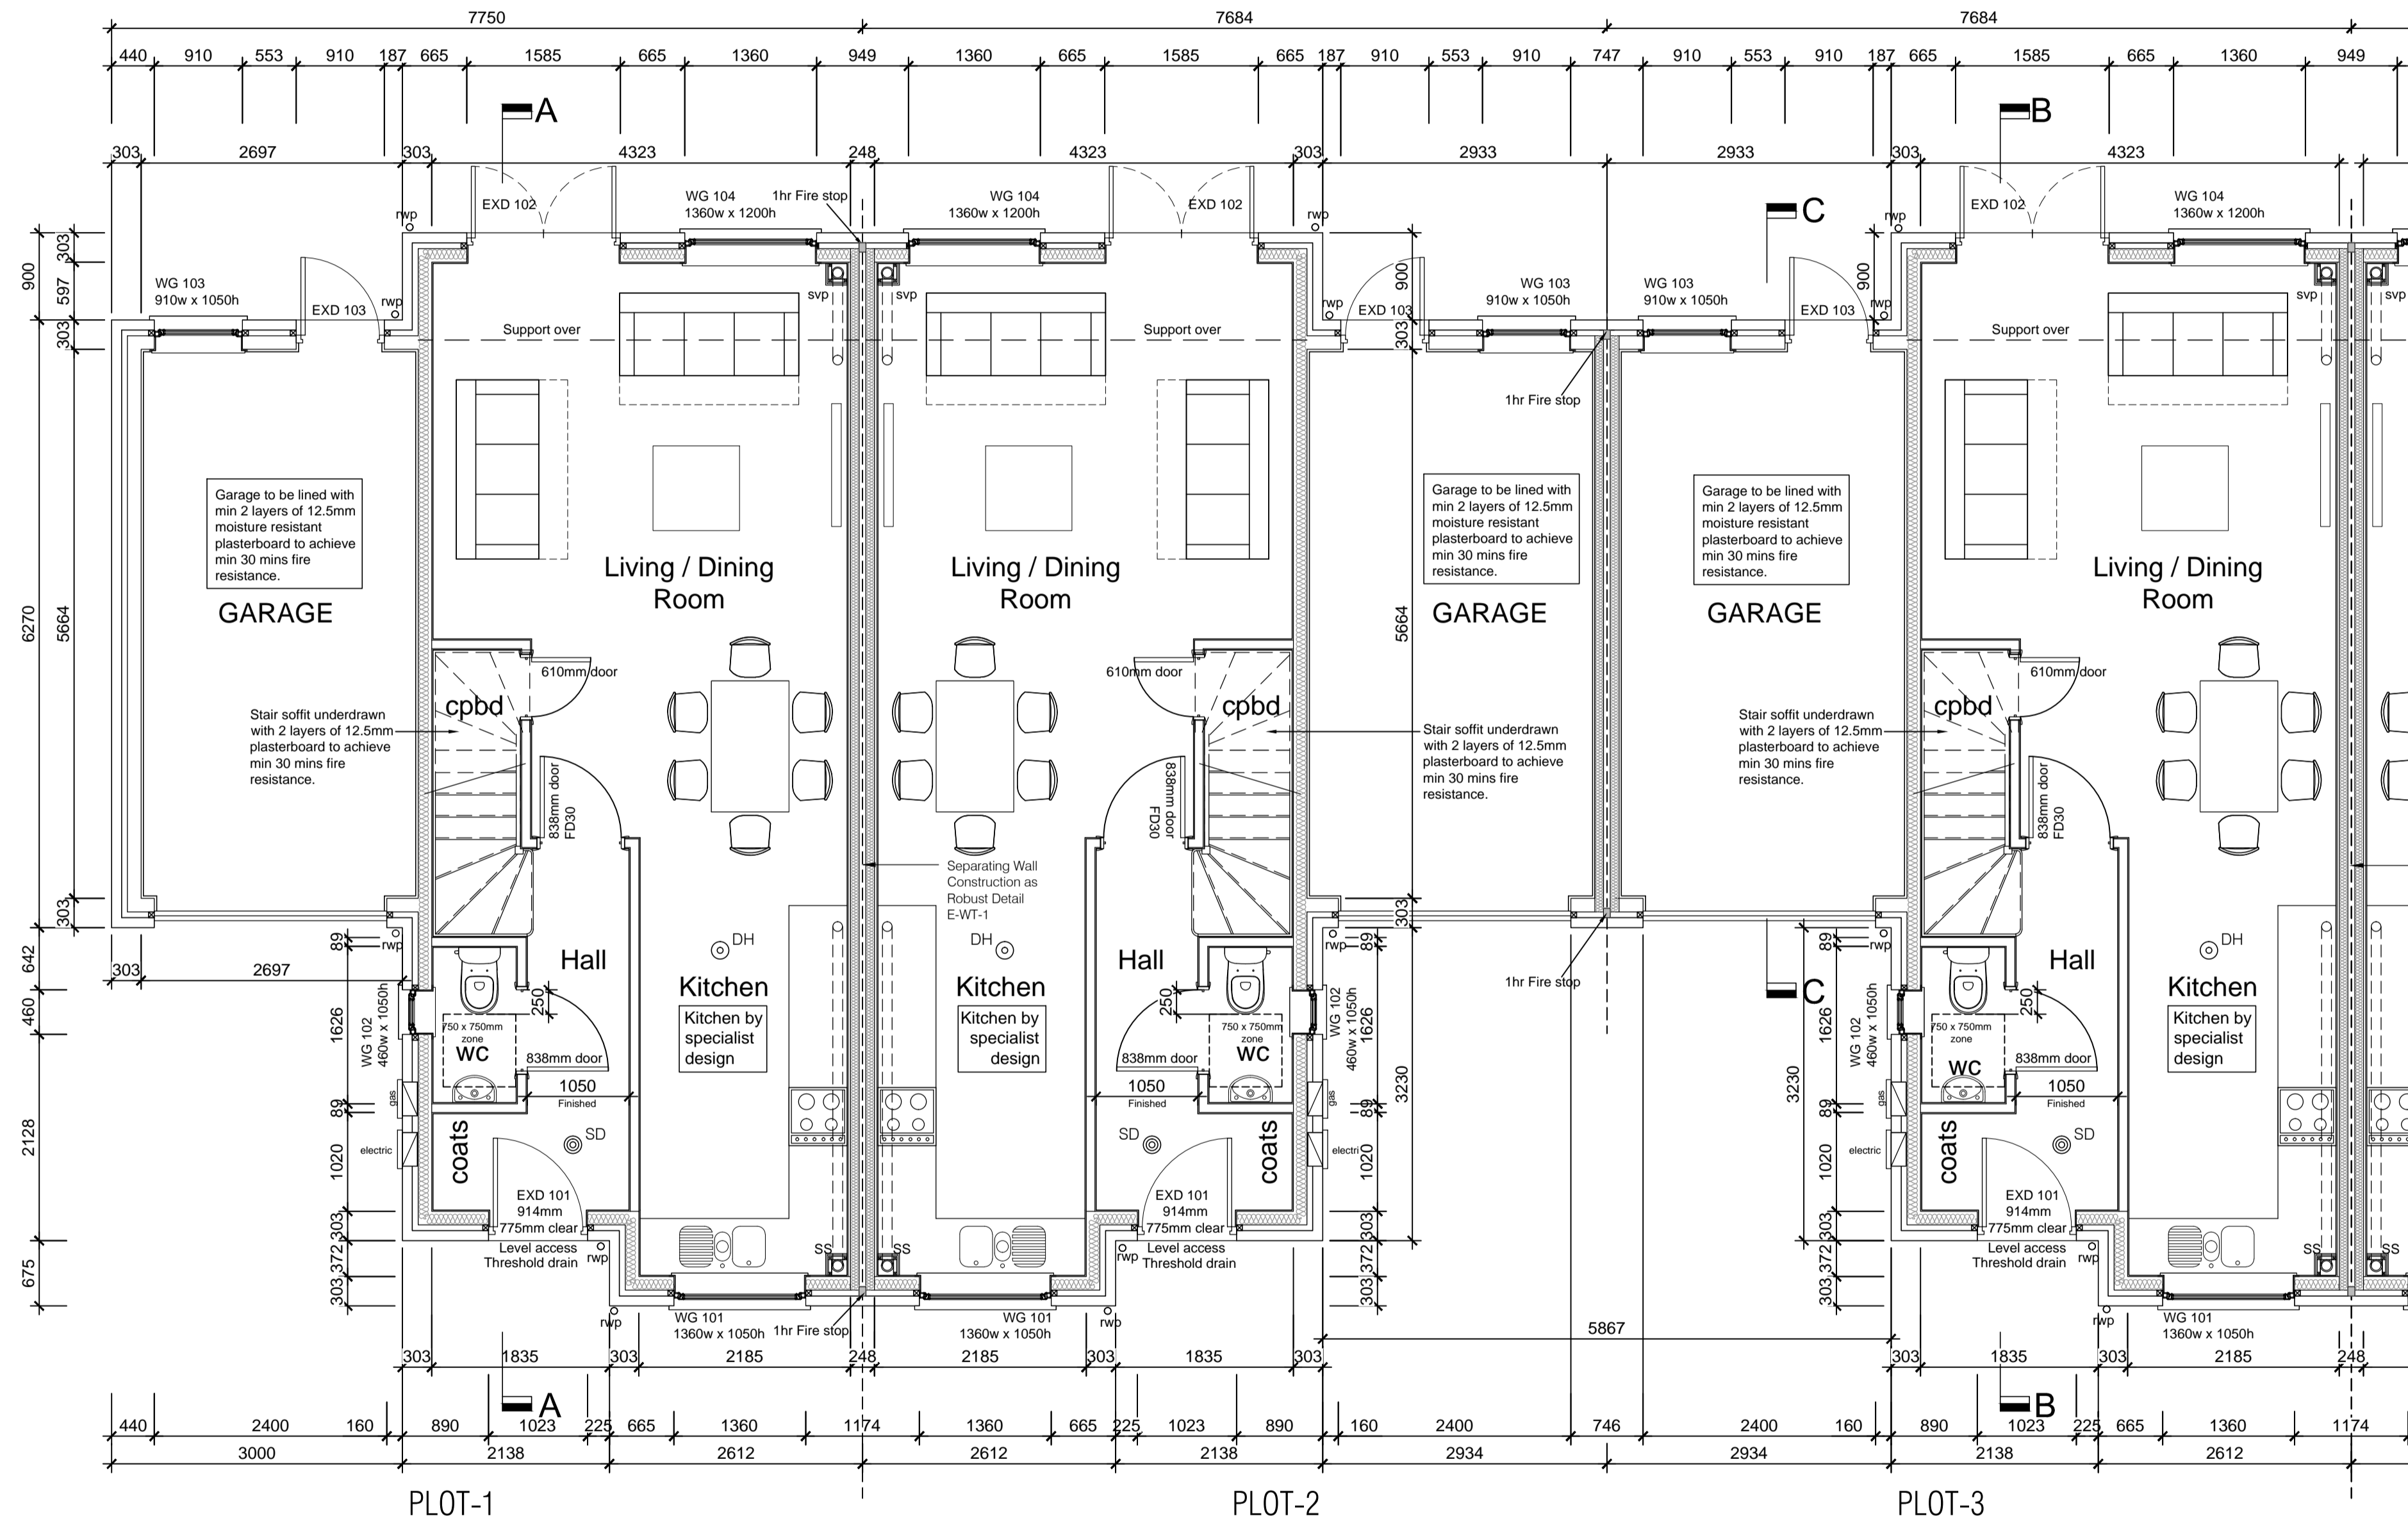 7750 7684 7684
440 910 553 910 187 665 1585 665 1360 949 1360 665 1585 665 187 910 553 910 747 910 553 910 187 665 1585 665 1360 949
A B
303 2697 303 4323 248 4323 303 2933 2933 303 4323
EXD 102
WG 104
1360w x 1200h
1hr Fire stop
WG 104
1360w x 1200h
EXD 102
C
EXD 102
WG 104
1360w x 1200h
rwp
rwp
rwp
900
303
597
303
6270
5664
303
642
460
2128
675
WG 103
910w x 1050h
EXD 103
rwp
svp
svp
Support over
Support over
rwp
900
303
EXD 103
WG 103
910w x 1050h
WG 103
910w x 1050h
EXD 103
900
rwp
Support over
svp
svp
1hr Fire stop
Garage to be lined with
min 2 layers of 12.5mm
moisture resistant
plasterboard to achieve
min 30 mins fire
resistance.
GARAGE
Living / Dining
Room
Living / Dining
Room
Garage to be lined with
min 2 layers of 12.5mm
moisture resistant
plasterboard to achieve
min 30 mins fire
resistance.
GARAGE
5664
Garage to be lined with
min 2 layers of 12.5mm
moisture resistant
plasterboard to achieve
min 30 mins fire
resistance.
GARAGE
Living / Dining
Room
610mm door
610mm door
610mm door
cpbd
cpbd
cpbd
Stair soffit underdrawn
with 2 layers of 12.5mm
plasterboard to achieve
min 30 mins fire
resistance.
Stair soffit underdrawn
with 2 layers of 12.5mm
plasterboard to achieve
min 30 mins fire
resistance.
Stair soffit underdrawn
with 2 layers of 12.5mm
plasterboard to achieve
min 30 mins fire
resistance.
838mm door
FD30
838mm door
FD30
838mm door
FD30
Separating Wall
Construction as
Robust Detail
E-WT-1
303 2697
rwp
89
1626
89
1020
303
372
303
WG 102
460w x 1050h
gas
electric
Hall
DH
Kitchen
Kitchen by
specialist
design
250
750 x 750mm
zone
wc
838mm door
1050
Finished
coats
SD
EXD 101
914mm
775mm clear
Level access
Threshold drain
rwp
SS
DH
Kitchen
Kitchen by
specialist
design
Hall
250
750 x 750mm
zone
wc
838mm door
1050
Finished
coats
SD
EXD 101
914mm
775mm clear
Level access
Threshold drain
rwp
SS
303
rwp
89
WG 102
460w x 1050h
1626
gas
89
electri
1020
303
372
303
3230
1hr Fire stop
C
3230
rwp
89
1626
89
1020
303
372
303
WG 102
460w x 1050h
gas
electric
Hall
DH
Kitchen
Kitchen by
specialist
design
250
750 x 750mm
zone
wc
838mm door
1050
Finished
coats
SD
EXD 101
914mm
775mm clear
Level access
Threshold drain
rwp
SS
SS
rwp
WG 101
1360w x 1050h
1hr Fire stop
WG 101
1360w x 1050h
rwp
5867
rwp
WG 101
1360w x 1050h
303 1835 303 2185 248 2185 303 1835 303 303 1835 303 2185 248
A B
440 2400 160 890 1023 225 665 1360 1174 1360 665 225 1023 890 160 2400 746 2400 160 890 1023 225 665 1360 1174
3000 2138 2612 2612 2138 2934 2934 2138 2612
PLOT-1 PLOT-2 PLOT-3